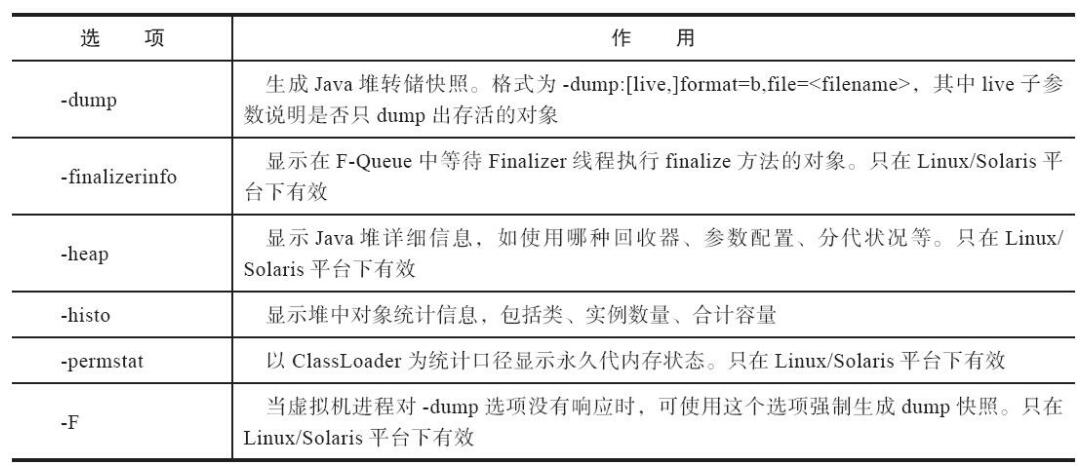 选 项 作 用
-dump 生成 Java 堆转储快照。格式为 -dump:[live,]format=b,file=<filename>，其中 live 子参
数说明是否只 dump 出存活的对象
-finalizerinfo 显示在 F-Queue 中等待 Finalizer 线程执行 finalize 方法的对象。只在 Linux/Solaris 平
台下有效
-heap 显示 Java 堆详细信息，如使用哪种回收器、参数配置、分代状况等。只在 Linux/
Solaris 平台下有效
-histo 显示堆中对象统计信息，包括类、实例数量、合计容量
-permstat 以 ClassLoader 为统计口径显示永久代内存状态。只在 Linux/Solaris 平台下有效
-F 当虚拟机进程对 -dump 选项没有响应时，可使用这个选项强制生成 dump 快照。只在
Linux/Solaris 平台下有效